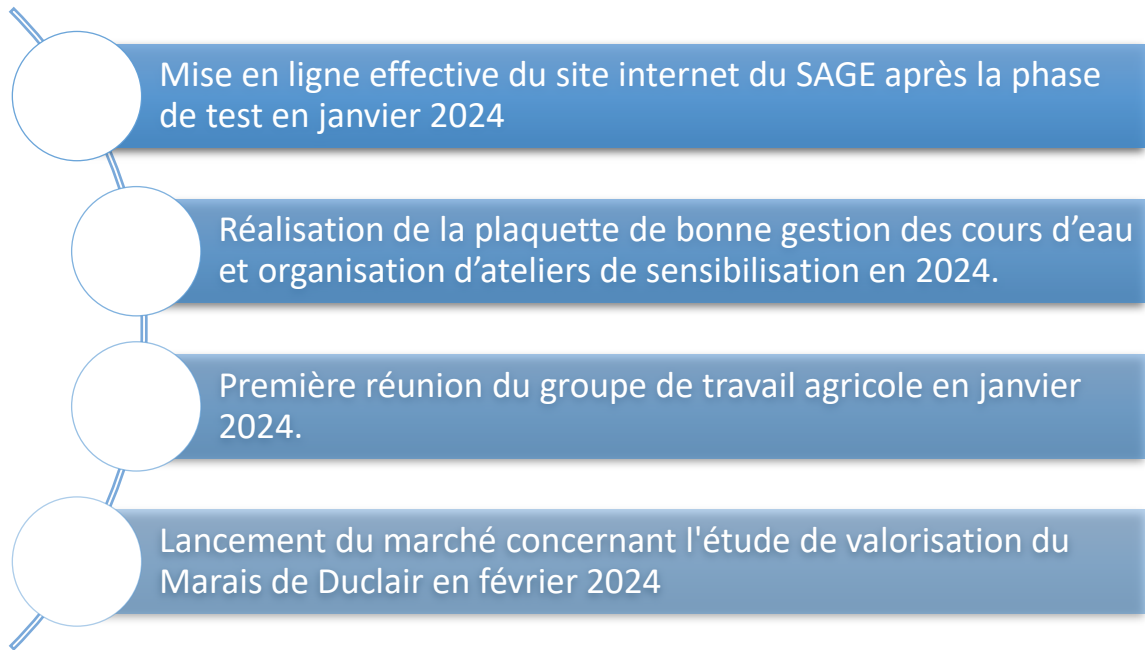 Mise en ligne effective du site internet du SAGE après la phase
de test en janvier 2024
Réalisation de la plaquette de bonne gestion des cours d’eau
et organisation d’ateliers de sensibilisation en 2024.
Première réunion du groupe de travail agricole en janvier
2024.
Lancement du marché concernant l'étude de valorisation du
Marais de Duclair en février 2024